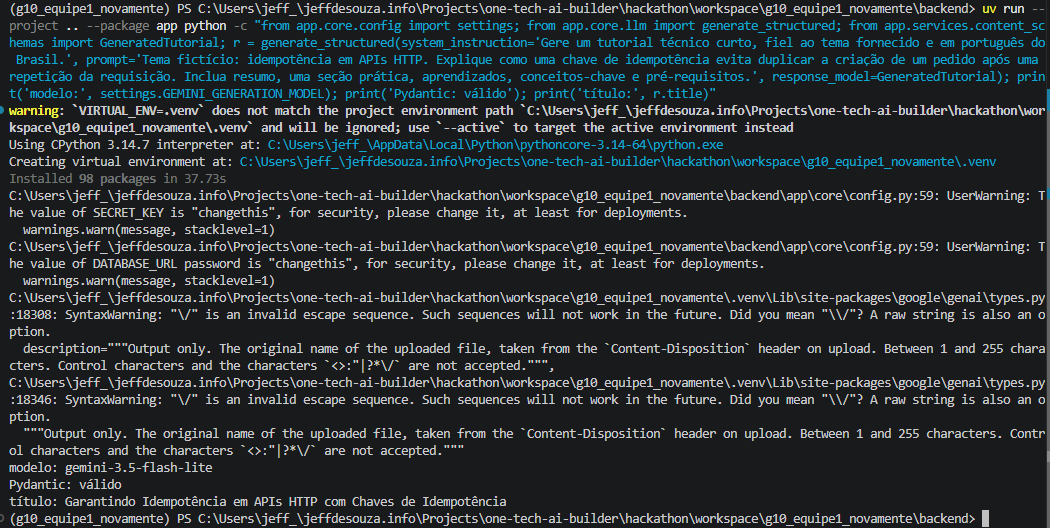 (g10_equipe1_novamente) PS C:\Users\jeff_\jeffdesouza.info\Projects\one-tech-ai-builder\hackathon\workspace\g10_equipe1_novamente\backend> uv run --
project .. --package app python -c "from app.core.config import settings; from app.core.llm import generate_structured; from app.services.content_sc
hemas import GeneratedTutorial; r = generate_structured(system_instruction='Gere um tutorial técnico curto, fiel ao tema fornecido e em português do
 Brasil.', prompt='Tema fictício: idempotência em APIs HTTP. Explique como uma chave de idempotência evita duplicar a criação de um pedido após uma
repetição da requisição. Inclua resumo, uma seção prática, aprendizados, conceitos-chave e pré-requisitos.', response_model=GeneratedTutorial); prin
t('modelo:', settings.GEMINI_GENERATION_MODEL); print('Pydantic: válido'); print('título:', r.title)"
warning: `VIRTUAL_ENV=.venv` does not match the project environment path `C:\Users\jeff_\jeffdesouza.info\Projects\one-tech-ai-builder\hackathon\wor
kspace\g10_equipe1_novamente\.venv` and will be ignored; use `--active` to target the active environment instead
Using CPython 3.14.7 interpreter at: C:\Users\jeff_\AppData\Local\Python\pythoncore-3.14-64\python.exe
Creating virtual environment at: C:\Users\jeff_\jeffdesouza.info\Projects\one-tech-ai-builder\hackathon\workspace\g10_equipe1_novamente\.venv
Installed 98 packages in 37.73s
C:\Users\jeff_\jeffdesouza.info\Projects\one-tech-ai-builder\hackathon\workspace\g10_equipe1_novamente\backend\app\core\config.py:59: UserWarning: T
he value of SECRET_KEY is "changethis", for security, please change it, at least for deployments.
  warnings.warn(message, stacklevel=1)
C:\Users\jeff_\jeffdesouza.info\Projects\one-tech-ai-builder\hackathon\workspace\g10_equipe1_novamente\backend\app\core\config.py:59: UserWarning: T
he value of DATABASE_URL password is "changethis", for security, please change it, at least for deployments.
  warnings.warn(message, stacklevel=1)
C:\Users\jeff_\jeffdesouza.info\Projects\one-tech-ai-builder\hackathon\workspace\g10_equipe1_novamente\.venv\Lib\site-packages\google\genai\types.py
:18308: SyntaxWarning: "\/" is an invalid escape sequence. Such sequences will not work in the future. Did you mean "\\/"? A raw string is also an o
ption.
  description="""Output only. The original name of the uploaded file, taken from the `Content-Disposition` header on upload. Between 1 and 255 chara
cters. Control characters and the characters `<>:"|?*\/` are not accepted.""",
C:\Users\jeff_\jeffdesouza.info\Projects\one-tech-ai-builder\hackathon\workspace\g10_equipe1_novamente\.venv\Lib\site-packages\google\genai\types.py
:18346: SyntaxWarning: "\/" is an invalid escape sequence. Such sequences will not work in the future. Did you mean "\\/"? A raw string is also an o
ption.
  """Output only. The original name of the uploaded file, taken from the `Content-Disposition` header on upload. Between 1 and 255 characters. Contr
ol characters and the characters `<>:"|?*\/` are not accepted."""
modelo: gemini-3.5-flash-lite
Pydantic: válido
título: Garantindo Idempotência em APIs HTTP com Chaves de Idempotência
(g10_equipe1_novamente) PS C:\Users\jeff_\jeffdesouza.info\Projects\one-tech-ai-builder\hackathon\workspace\g10_equipe1_novamente\backend>